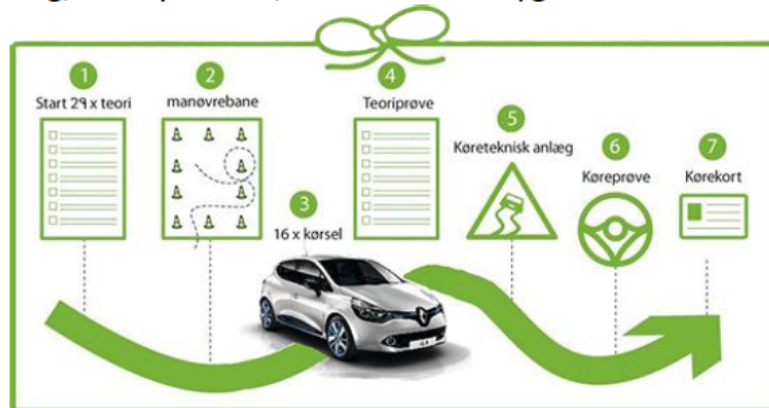 1
Start 29 x teori
2
manøvrebane
3
16 x kørsel
4
Teoriprøve
5
Køreteknisk anlæg
6
Køreprøve
7
Kørekort